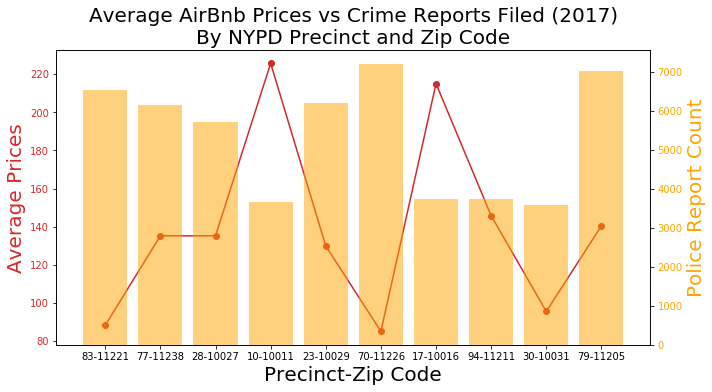 Average AirBnb Prices vs Crime Reports Filed (2017)
By NYPD Precinct and Zip Code
Average Prices
220
200
180
160
140
120
100
80
7000
6000
5000
4000
3000
2000
1000
0
Police Report Count
83-11221 77-11238 28-10027 10-10011 23-10029 70-11226 17-10016 94-11211 30-10031 79-11205
Precinct-Zip Code